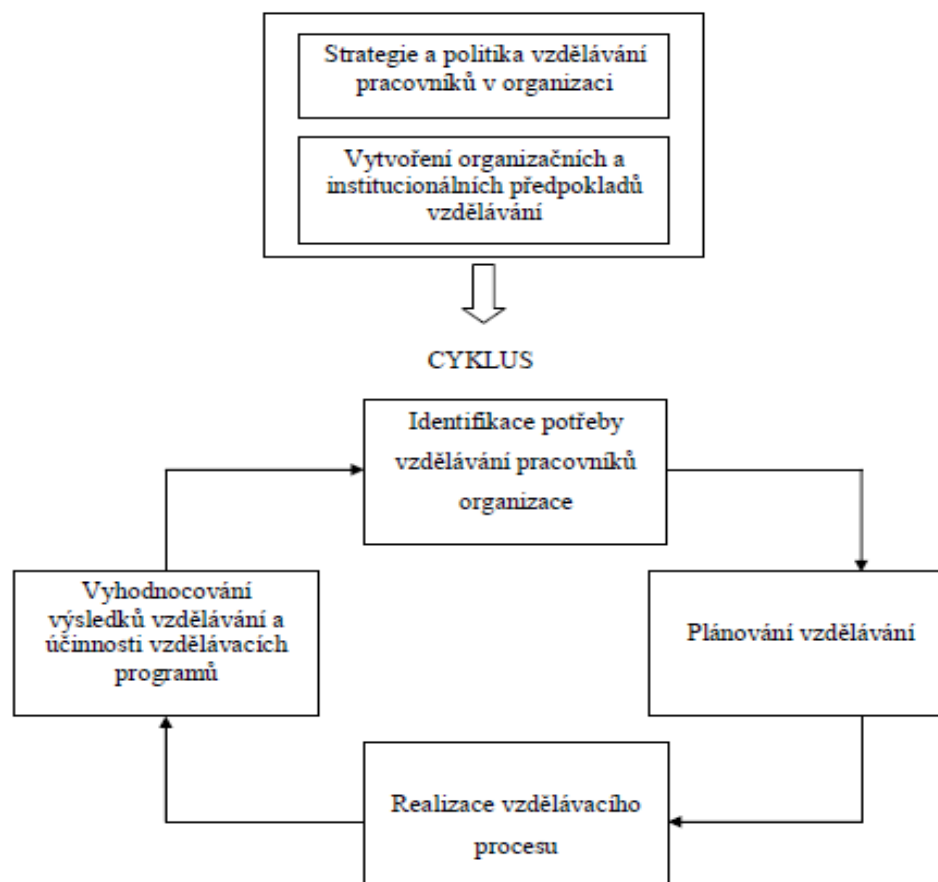 Strategie a politika vzdělávání
pracovníků v organizaci
Vytvoření organizačních a
institucionálních předpokladů
vzdělávání
CYKLUS
Identifikace potřeby
vzdělávání pracovníků
organizace
Vyhodnocování
výsledků vzdělávání a
účinnosti vzdělávacích
programů
Plánování vzdělávání
Realizace vzdělávacího
procesu